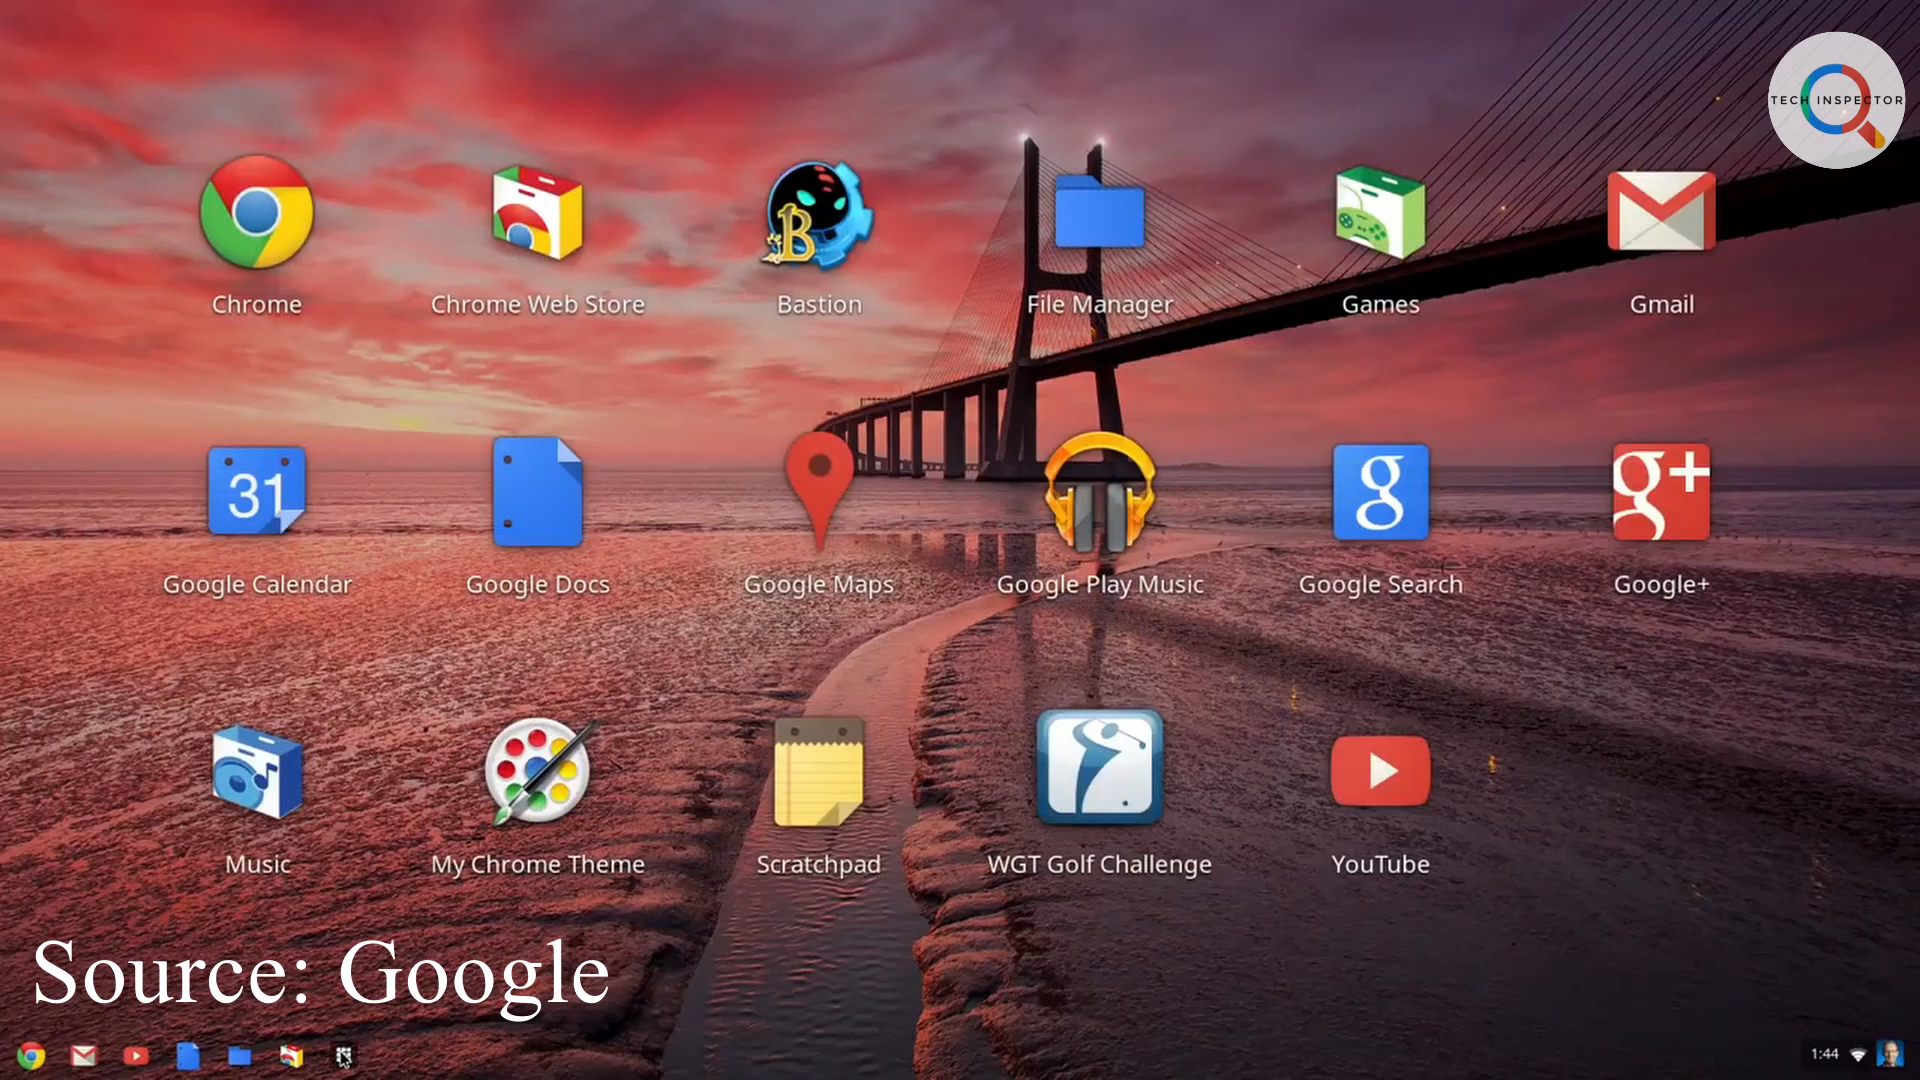 TECH INSPECTOR
Chrome
Chrome Web Store
B
Bastion
File Manager
Games
Gmail
31
Google Calendar
Google Docs
Google Maps
Google Play Music
g
Google Search
g+
Google+
Music
My Chrome Theme
Scratchpad
WGT Golf Challenge
YouTube
Source: Google
1:44